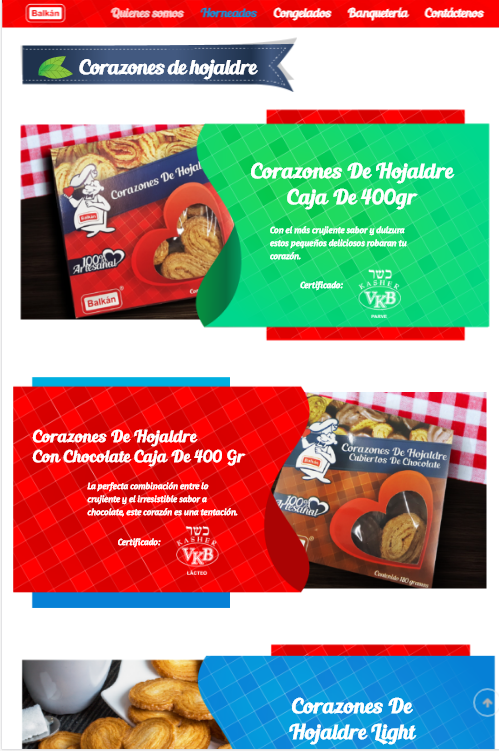 Balkán
Quienes somos
Horneados
Congelados
Banquetería
Contáctenos
Corazones de hojaldre
Corazones De Hojaldre
Balkán
100%
Artesanal
Balkán
Corazones De Hojaldre
Caja De 400gr
Con el más crujiente sabor y dulzura
estos pequeños deliciosos robaran tu
corazón.
Certificado:
כשר
KASHER
VKB
PARVE
Corazones De Hojaldre
Con Chocolate Caja De 400 Gr
La perfecta combinación entre lo
crujiente y el irresistible sabor a
chocolate, este corazón es una tentación.
Certificado:
כשר
KASHER
VKB
LÁCTEO
Corazones De Hojaldre
Cubiertos De Chocolate
Balkán
100%
Artesanal
Contenido 180 gramos
Corazones De
Hojaldre Light